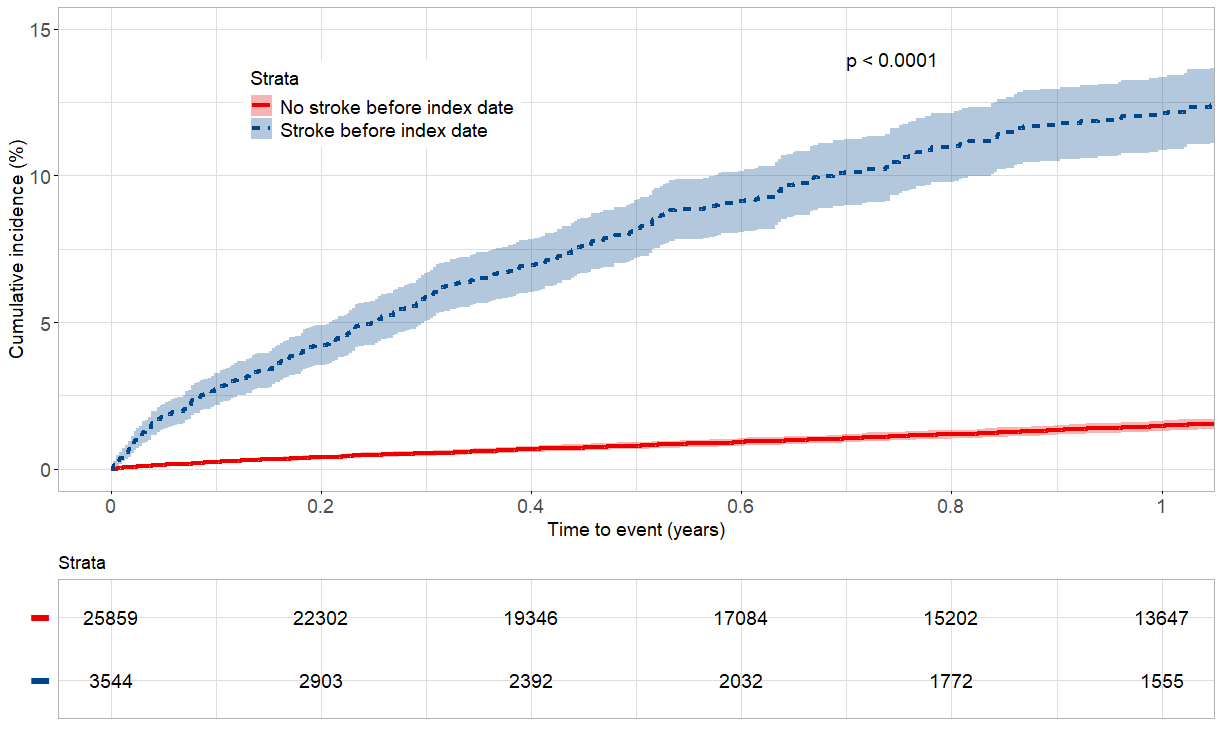 15
p < 0.0001
Strata
No stroke before index date
Stroke before index date
Cumulative incidence (%)
10
5
0
0 0.2 0.4 0.6 0.8 1
Time to event (years)
Strata
25859 22302 19346 17084 15202 13647
3544 2903 2392 2032 1772 1555